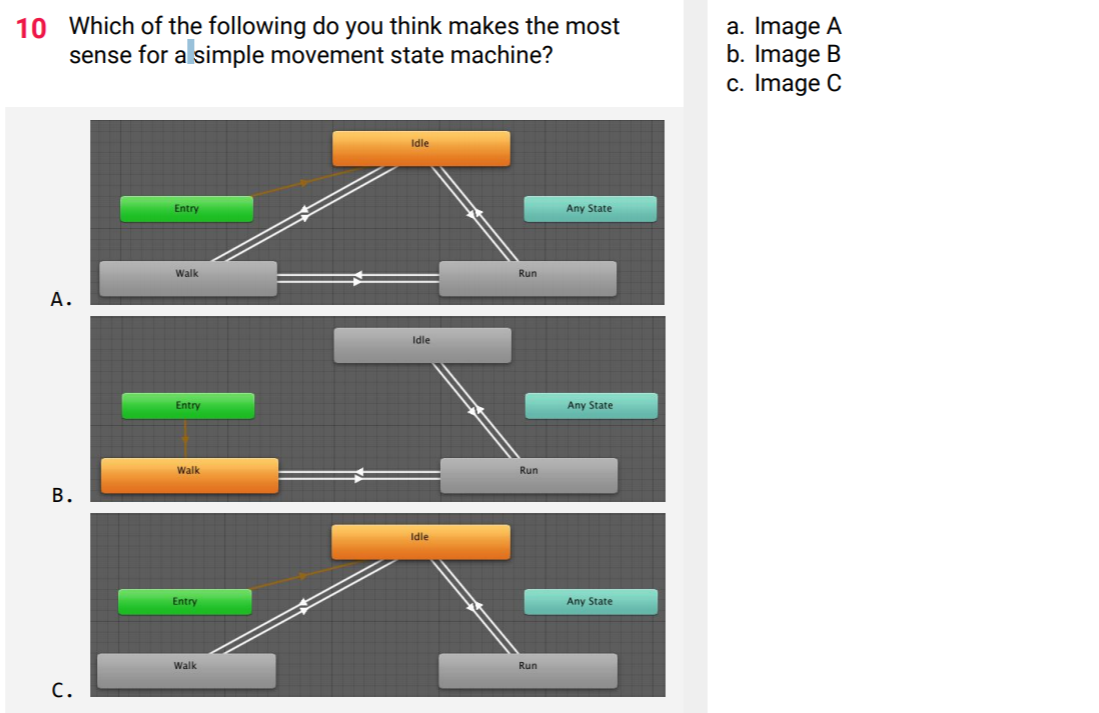 10 Which of the following do you think makes the most
sense for a simple movement state machine?
a. Image A
b. Image B
c. Image C
Idle
Entry
Any State
Walk
Run
A.
Idle
Entry
Any State
Walk
Run
B.
Idle
Entry
Any State
Walk
Run
C.